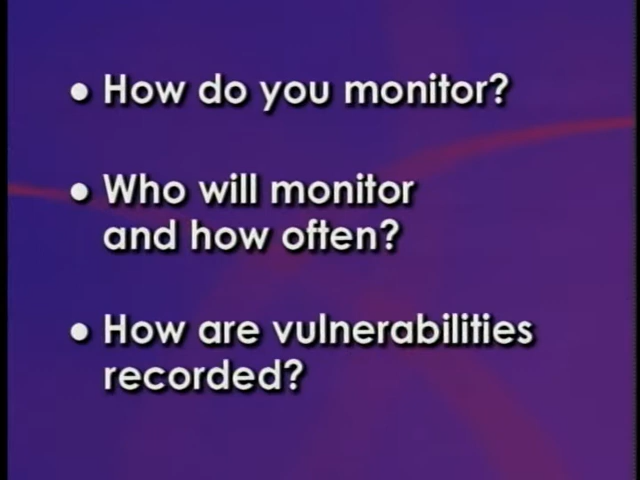 • How do you monitor?
• Who will monitor
and how often?
• How are vulnerabilities
recorded?